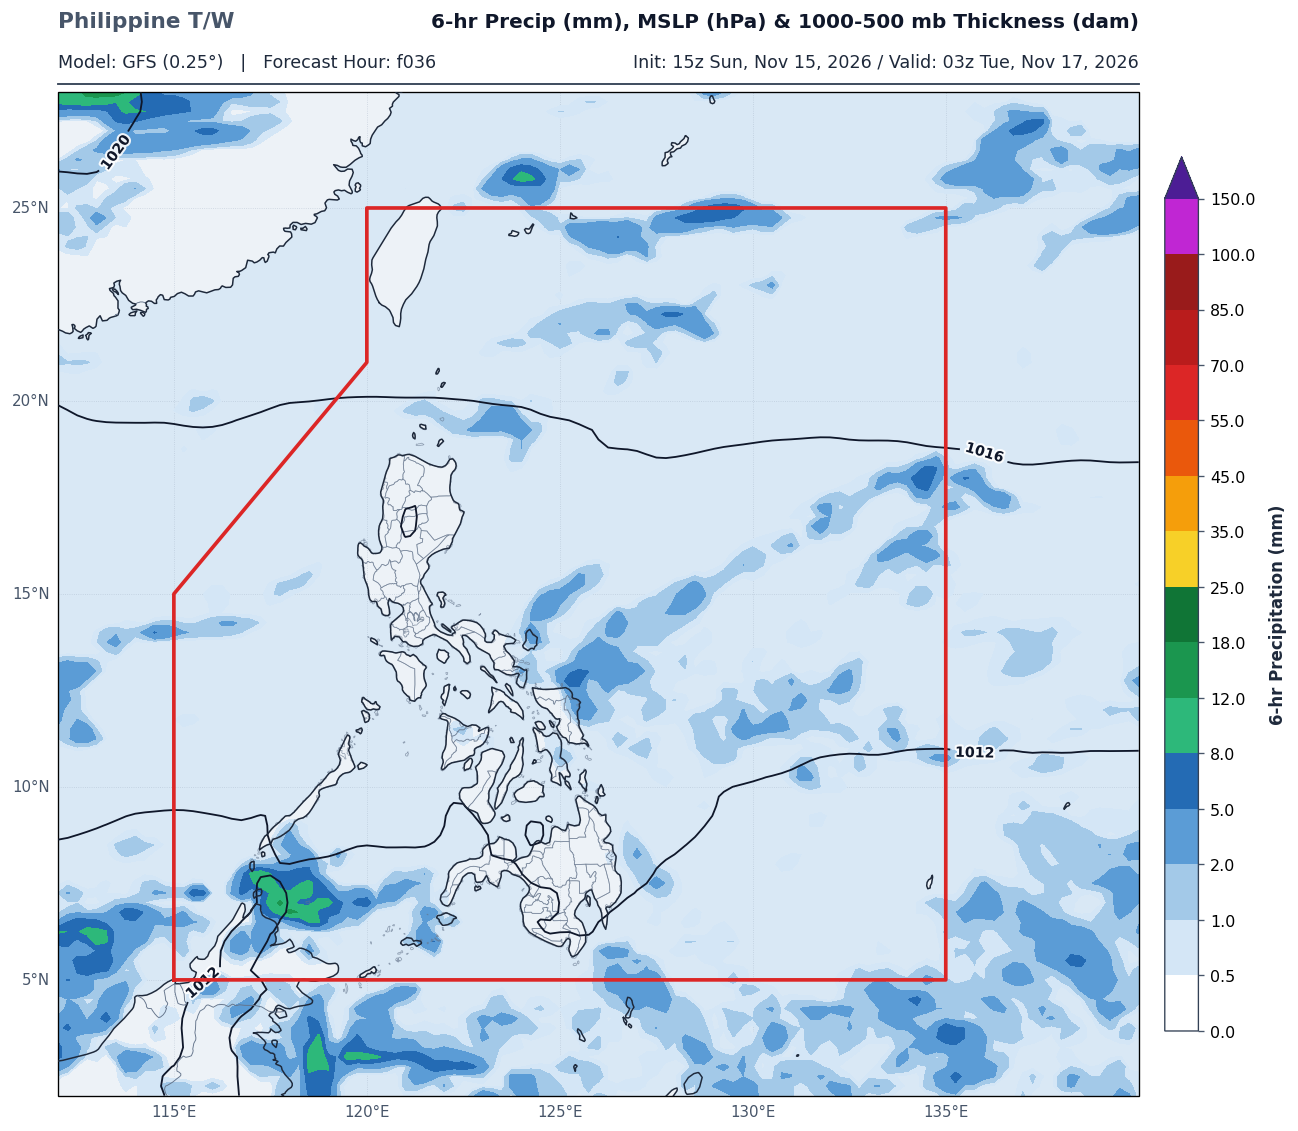 Philippine T/W
6-hr Precip (mm), MSLP (hPa) & 1000-500 mb Thickness (dam)
Model: GFS (0.25°) | Forecast Hour: f036
Init: 15z Sun, Nov 15, 2026 / Valid: 03z Tue, Nov 17, 2026
1020
25°N
20°N
1016
15°N
1012
10°N
1012
5°N
115°E
120°E
125°E
130°E
135°E
150.0
100.0
85.0
70.0
55.0
45.0
35.0
25.0
18.0
12.0
8.0
5.0
2.0
1.0
0.5
0.0
6-hr Precipitation (mm)